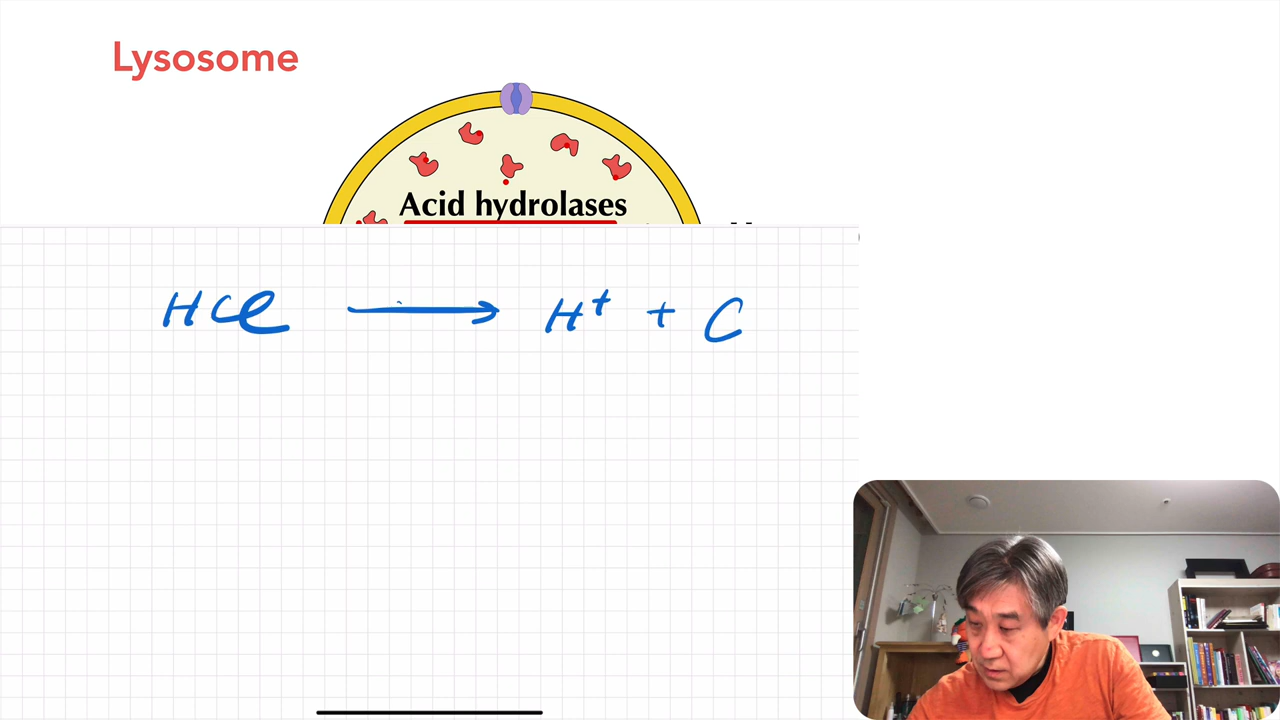 Lysosome
Acid hydrolases
HCl ⟶ H⁺ + C